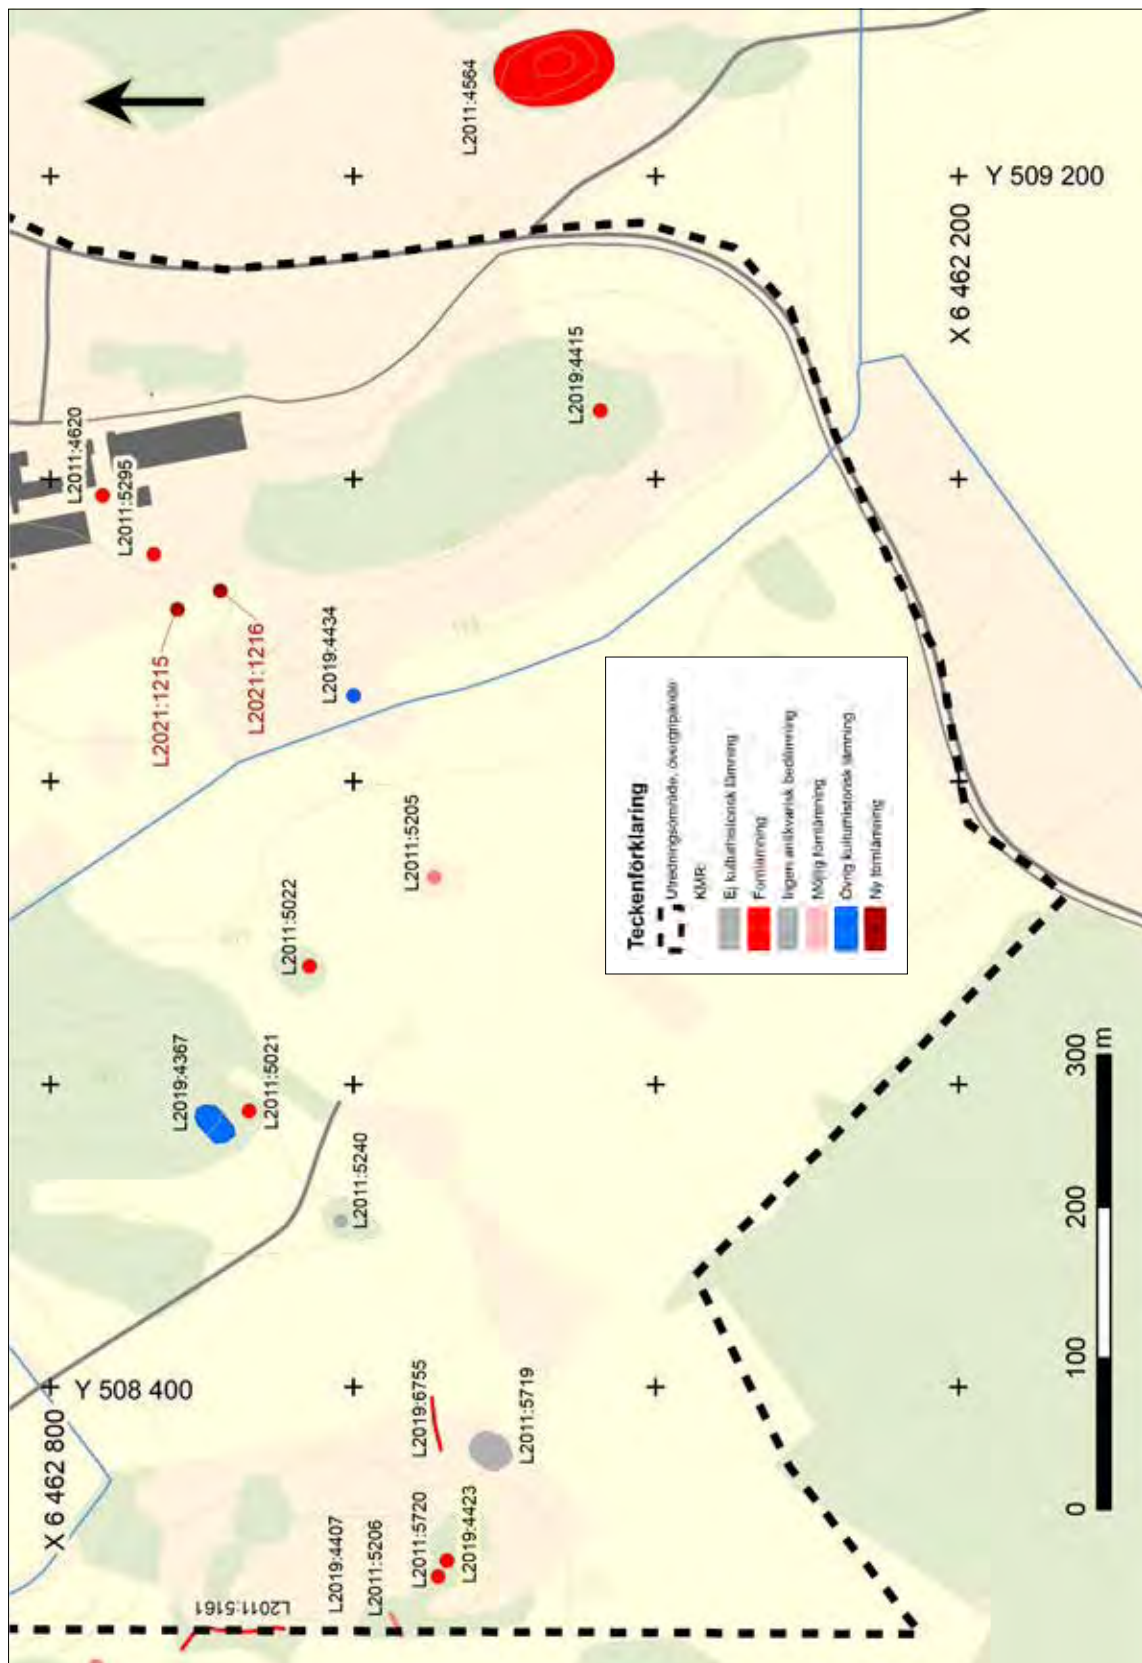 L2011:4564
Y 509 200
X 6 462 200
L2019:4415
L2011:4620
L2011:5295
L2021:1215
L2021:1216
L2019:4434
L2011:5205
L2011:5022
L2019:4367
L2011:5021
L2011:5240
Y 508 400
X 6 462 800
L2019:6755
L2011:5719
L2011:5720
L2019:4423
L2019:4407
L2011:5206
L2011:5161
Teckenförklaring
Utredningsområde, övergripande
KMR:
Ej kulturhistorisk lämning
Fornlämning
Ingen antikvarisk bedömning
Möjlig fornlämning
Övrig kulturhistorisk lämning
Ny fornlämning
0 100 200 300
m